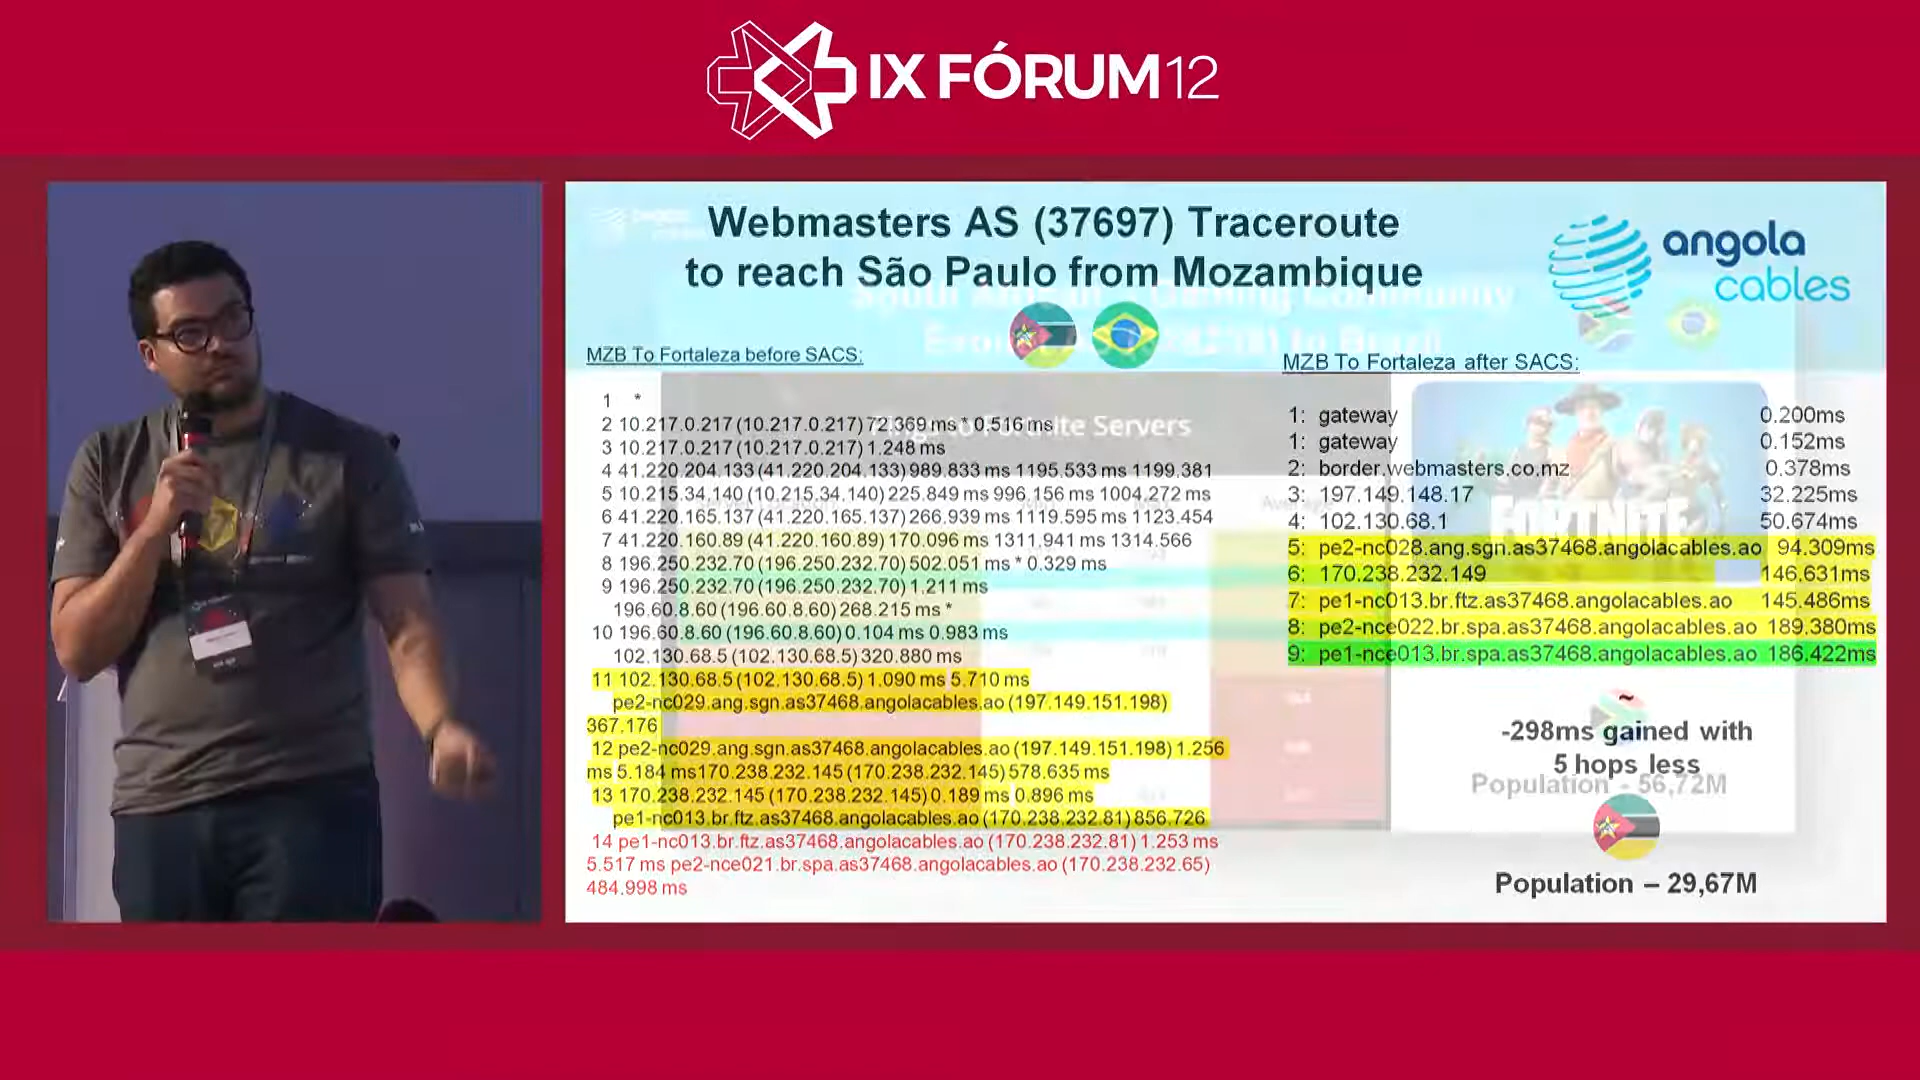 IX FÓRUM 12
Webmasters AS (37697) Traceroute
to reach São Paulo from Mozambique
angola
cables
MZB To Fortaleza before SACS:
1 *
2 10.217.0.217 (10.217.0.217) 72.369 ms * 0.516 ms
3 10.217.0.217 (10.217.0.217) 1.248 ms
4 41.220.204.133 (41.220.204.133) 989.833 ms 1195.533 ms 1199.381
5 10.215.34.140 (10.215.34.140) 225.849 ms 996.156 ms 1004.272 ms
6 41.220.165.137 (41.220.165.137) 266.939 ms 1119.595 ms 1123.454
7 41.220.160.89 (41.220.160.89) 170.096 ms 1311.941 ms 1314.566
8 196.250.232.70 (196.250.232.70) 502.051 ms * 0.329 ms
9 196.250.232.70 (196.250.232.70) 1.211 ms
196.60.8.60 (196.60.8.60) 268.215 ms *
10 196.60.8.60 (196.60.8.60) 0.104 ms 0.983 ms
102.130.68.5 (102.130.68.5) 320.880 ms
11 102.130.68.5 (102.130.68.5) 1.090 ms 5.710 ms
pe2-nc029.ang.sgn.as37468.angolacables.ao (197.149.151.198)
367.176
12 pe2-nc029.ang.sgn.as37468.angolacables.ao (197.149.151.198) 1.256
ms 5.184 ms170.238.232.145 (170.238.232.145) 578.635 ms
13 170.238.232.145 (170.238.232.145) 0.189 ms 0.896 ms
pe1-nc013.br.ftz.as37468.angolacables.ao (170.238.232.81) 856.726
14 pe1-nc013.br.ftz.as37468.angolacables.ao (170.238.232.81) 1.253 ms
5.517 ms pe2-nce021.br.spa.as37468.angolacables.ao (170.238.232.65)
484.998 ms
MZB To Fortaleza after SACS:
1: gateway 0.200ms
1: gateway 0.152ms
2: border.webmasters.co.mz 0.378ms
3: 197.149.148.17 32.225ms
4: 102.130.68.1 50.674ms
5: pe2-nc028.ang.sgn.as37468.angolacables.ao 94.309ms
6: 170.238.232.149 146.631ms
7: pe1-nc013.br.ftz.as37468.angolacables.ao 145.486ms
8: pe2-nce022.br.spa.as37468.angolacables.ao 189.380ms
9: pe1-nce013.br.spa.as37468.angolacables.ao 186.422ms
~
-298ms gained with
5 hops less
Population - 56,72M
Population – 29,67M
Fortnite Servers
FORTNITE